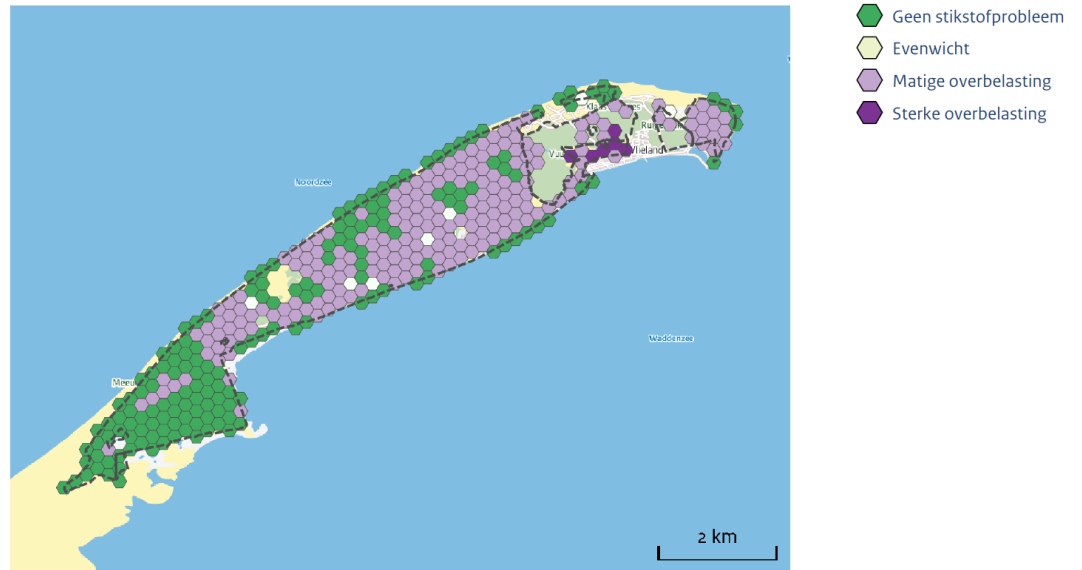 Geen stikstofprobleem
Evenwicht
Matige overbelasting
Sterke overbelasting
Noordzee
Vlieland
Waddenzee
2 km